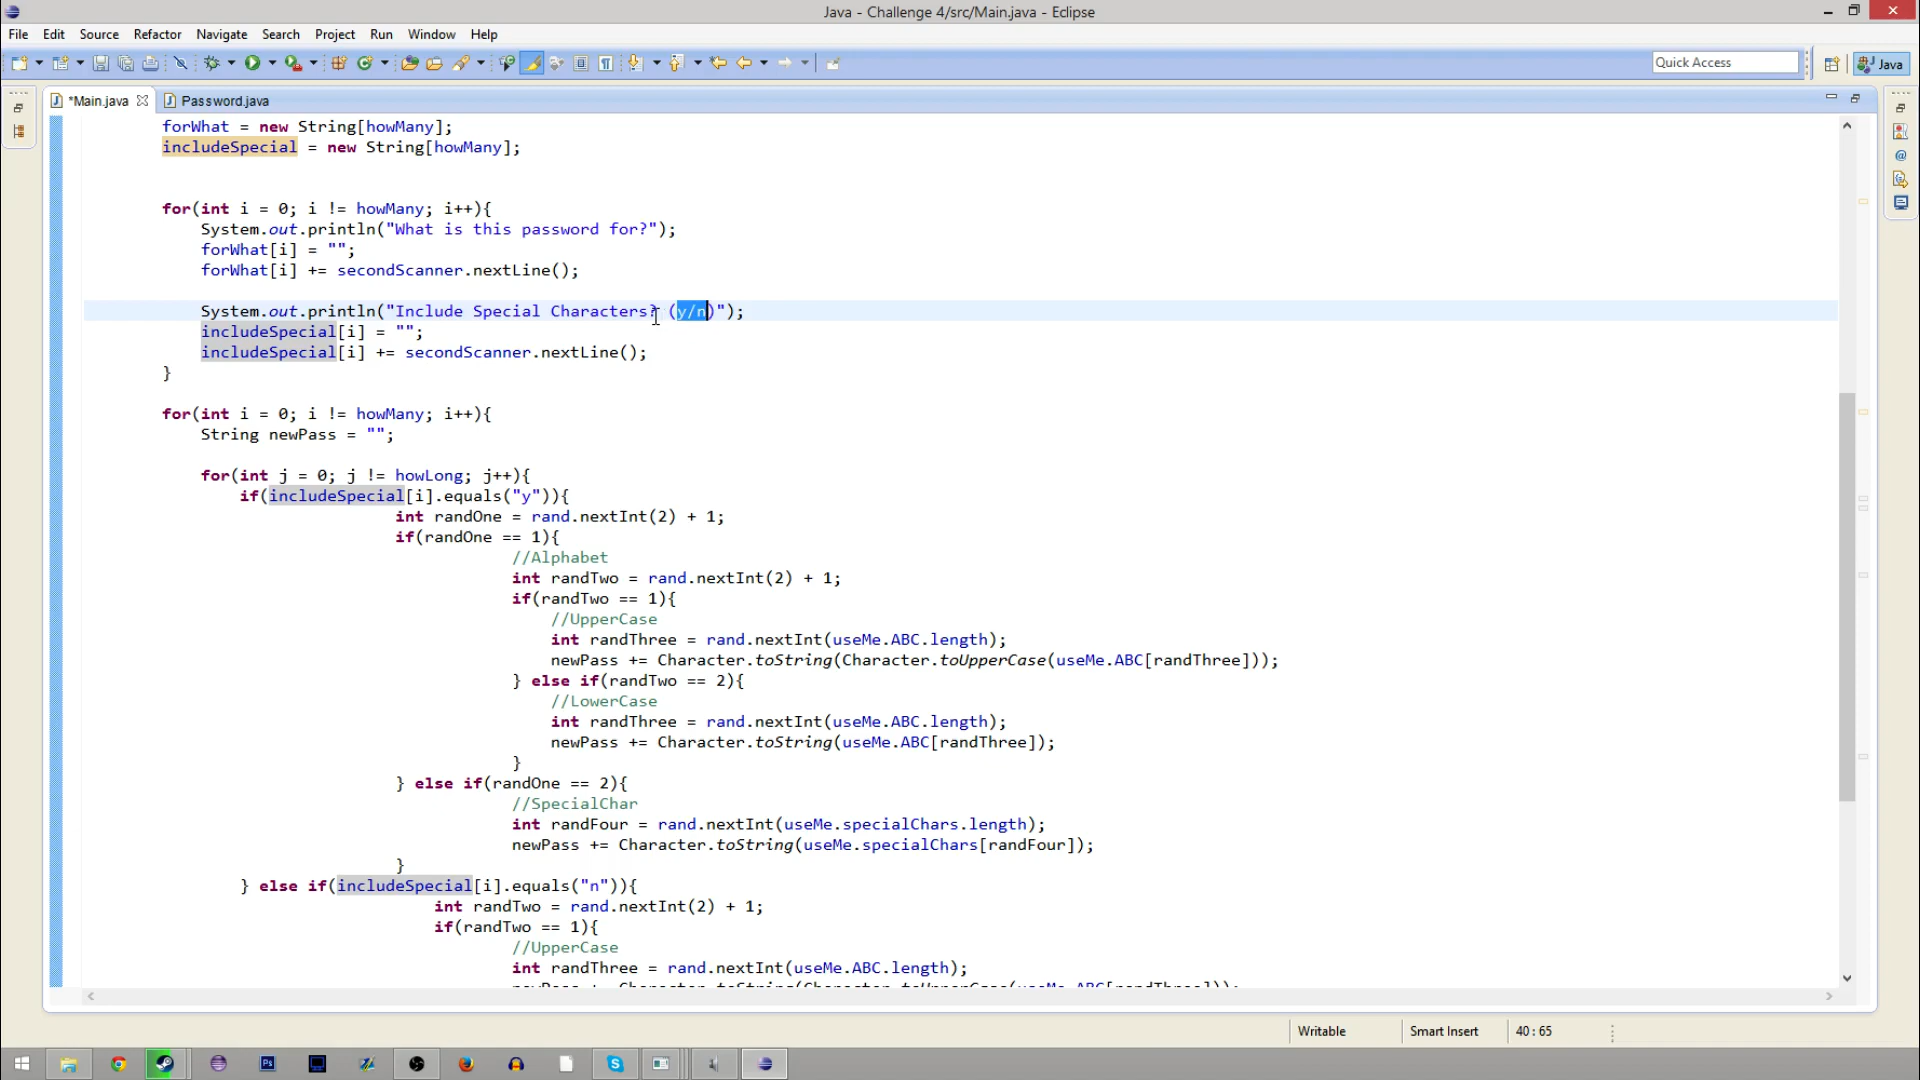 Java - Challenge 4/src/Main.java - Eclipse
File Edit Source Refactor Navigate Search Project Run Window Help
Quick Access
Java
*Main.java Password.java
forWhat = new String[howMany];
includeSpecial = new String[howMany];
for(int i = 0; i != howMany; i++){
System.out.println("What is this password for?");
forWhat[i] = "";
forWhat[i] += secondScanner.nextLine();
System.out.println("Include Special Characters? (y/n)");
includeSpecial[i] = "";
includeSpecial[i] += secondScanner.nextLine();
}
for(int i = 0; i != howMany; i++){
String newPass = "";
for(int j = 0; j != howLong; j++){
if(includeSpecial[i].equals("y")){
int randOne = rand.nextInt(2) + 1;
if(randOne == 1){
//Alphabet
int randTwo = rand.nextInt(2) + 1;
if(randTwo == 1){
//UpperCase
int randThree = rand.nextInt(useMe.ABC.length);
newPass += Character.toString(Character.toUpperCase(useMe.ABC[randThree]));
} else if(randTwo == 2){
//LowerCase
int randThree = rand.nextInt(useMe.ABC.length);
newPass += Character.toString(useMe.ABC[randThree]);
}
} else if(randOne == 2){
//SpecialChar
int randFour = rand.nextInt(useMe.specialChars.length);
newPass += Character.toString(useMe.specialChars[randFour]);
}
} else if(includeSpecial[i].equals("n")){
int randTwo = rand.nextInt(2) + 1;
if(randTwo == 1){
//UpperCase
int randThree = rand.nextInt(useMe.ABC.length);
newPass += Character.toString(Character.toUpperCase(useMe.ABC[randThree]));
Writable Smart Insert 40 : 65